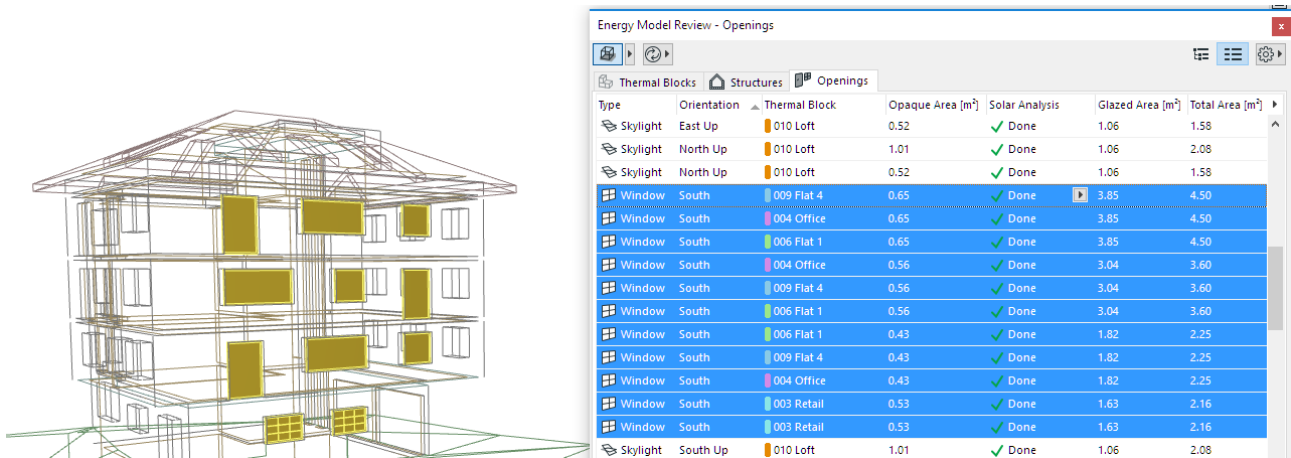 Energy Model Review - Openings
x
Thermal Blocks Structures Openings
Type Orientation Thermal Block Opaque Area [m²] Solar Analysis Glazed Area [m²] Total Area [m²]
Skylight East Up 010 Loft 0.52 Done 1.06 1.58
Skylight North Up 010 Loft 1.01 Done 1.06 2.08
Skylight North Up 010 Loft 0.52 Done 1.06 1.58
Window South 009 Flat 4 0.65 Done 3.85 4.50
Window South 004 Office 0.65 Done 3.85 4.50
Window South 006 Flat 1 0.65 Done 3.85 4.50
Window South 004 Office 0.56 Done 3.04 3.60
Window South 009 Flat 4 0.56 Done 3.04 3.60
Window South 006 Flat 1 0.56 Done 3.04 3.60
Window South 006 Flat 1 0.43 Done 1.82 2.25
Window South 009 Flat 4 0.43 Done 1.82 2.25
Window South 004 Office 0.43 Done 1.82 2.25
Window South 003 Retail 0.53 Done 1.63 2.16
Window South 003 Retail 0.53 Done 1.63 2.16
Skylight South Up 010 Loft 1.01 Done 1.06 2.08